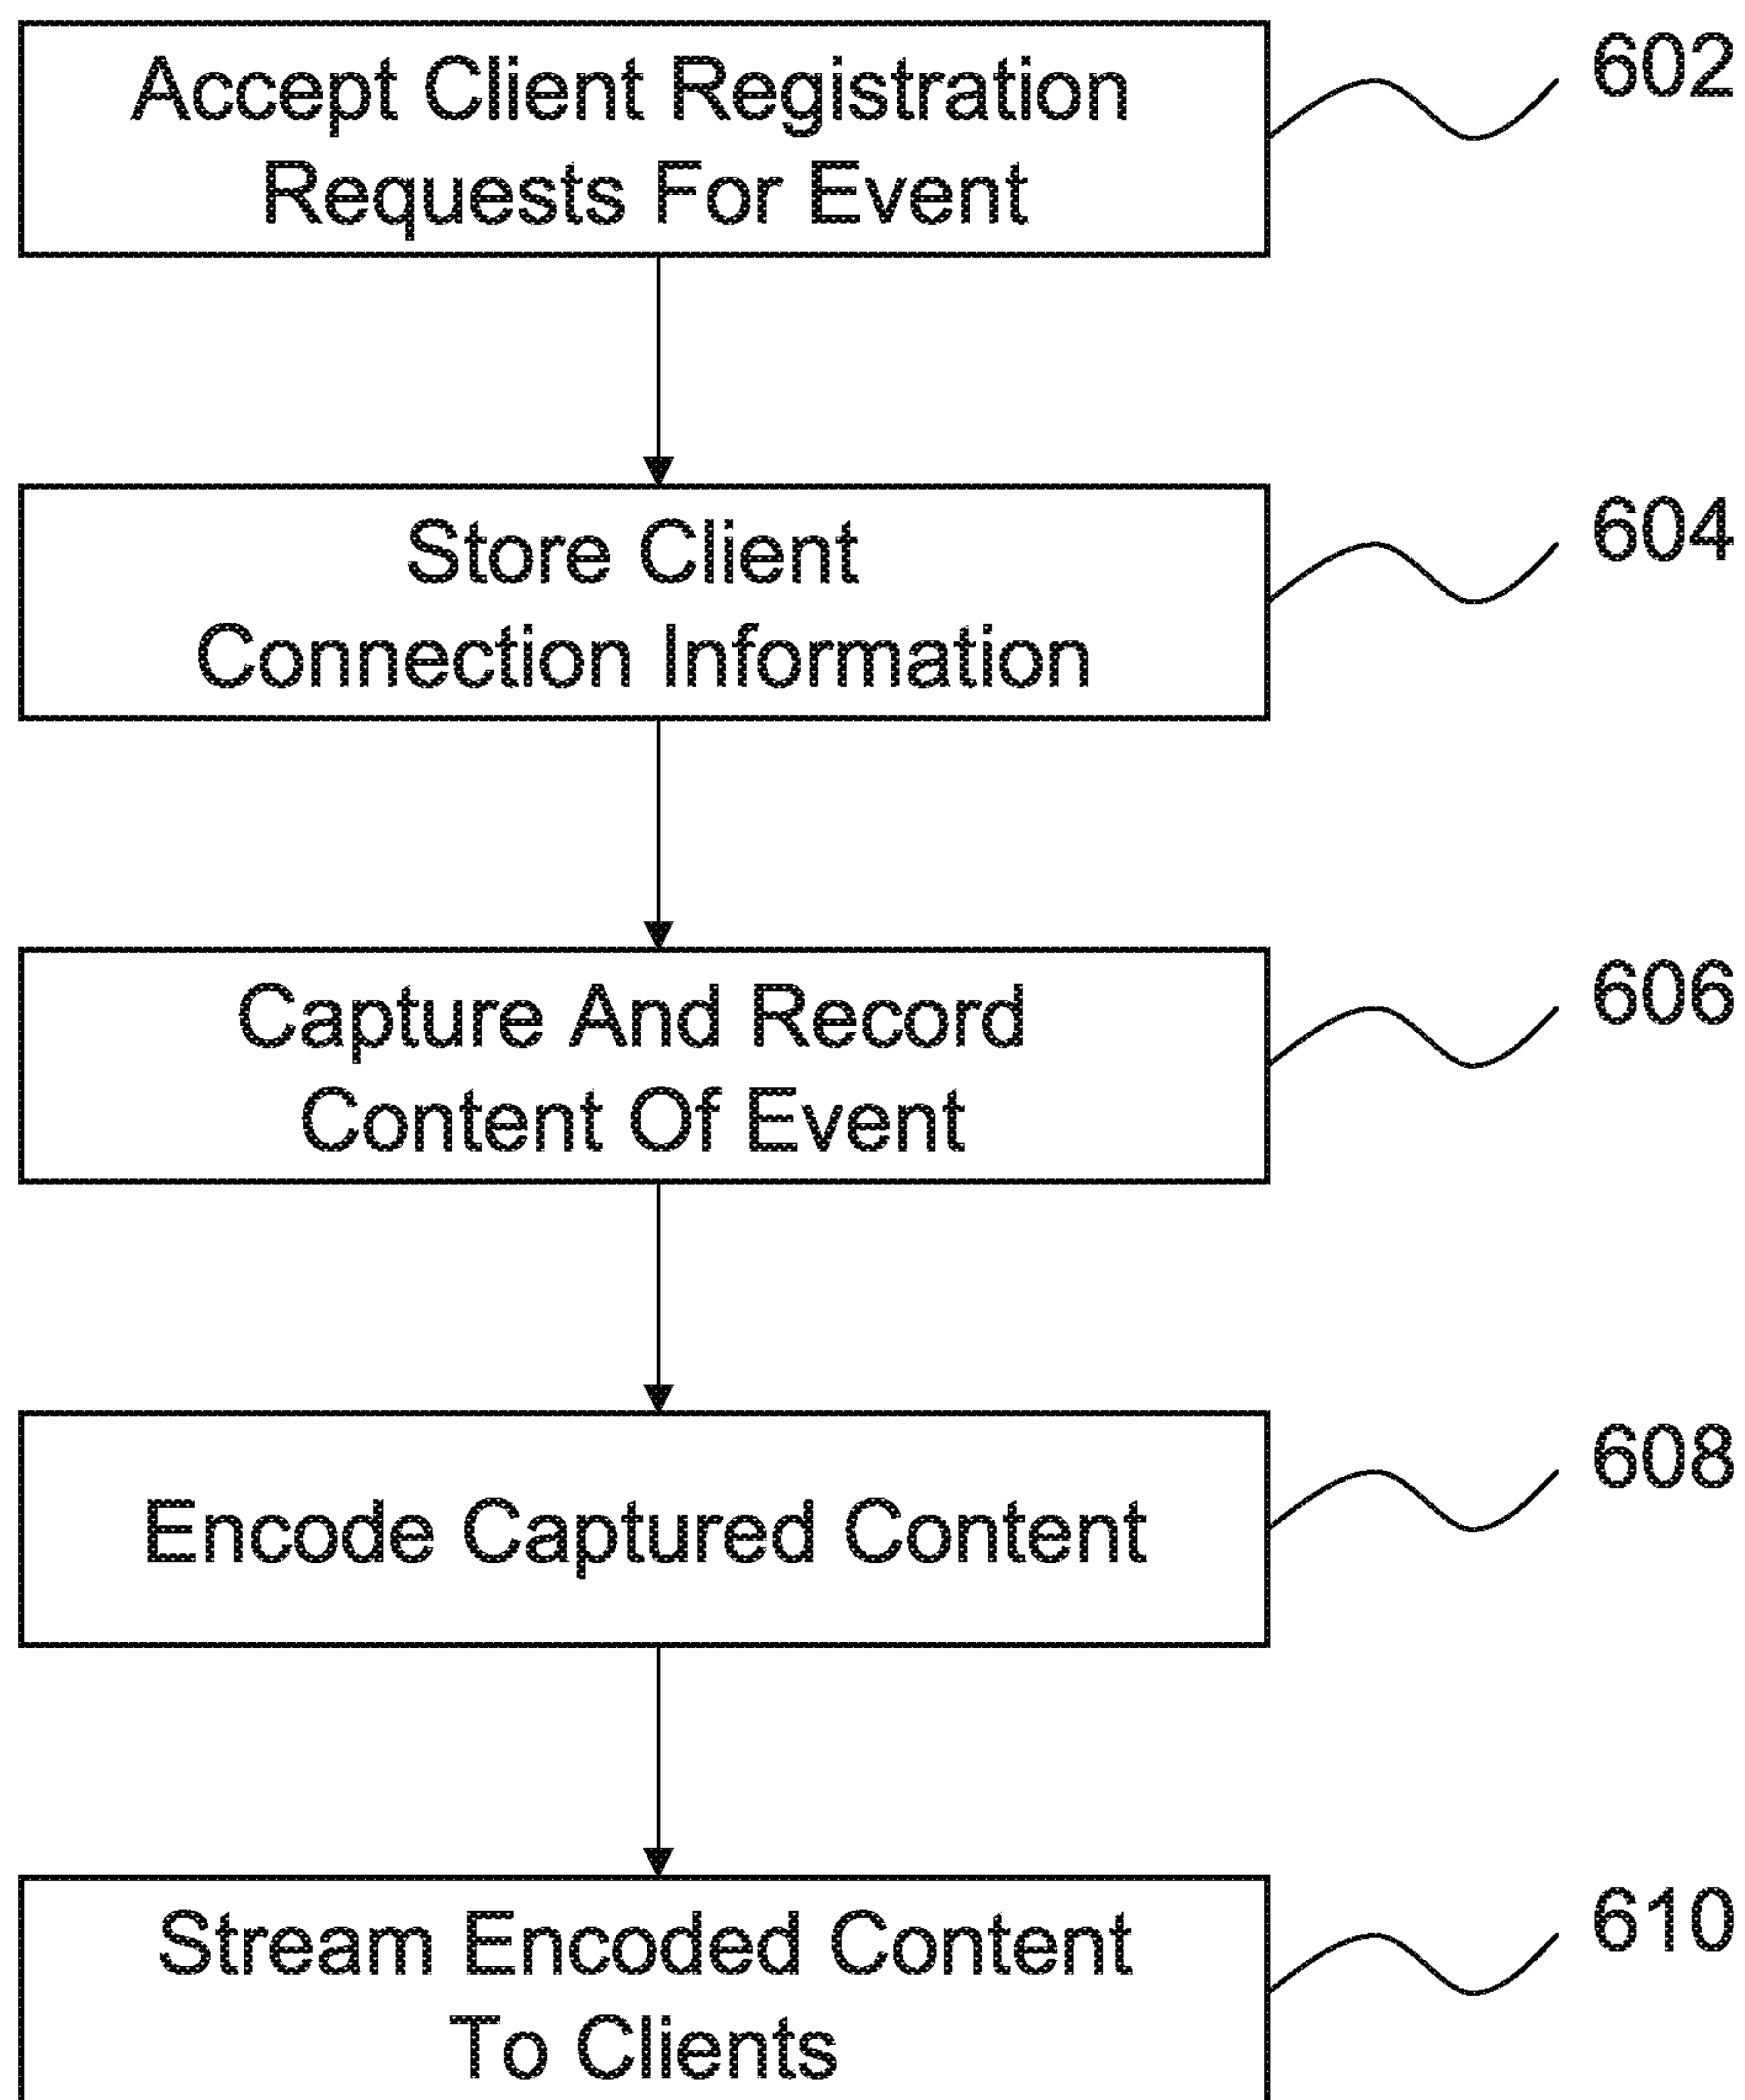 Accept Client Registration
Requests For Event
602
Store Client
Connection Information
604
Capture And Record
Content Of Event
606
Encode Captured Content
608
Stream Encoded Content
To Clients
610